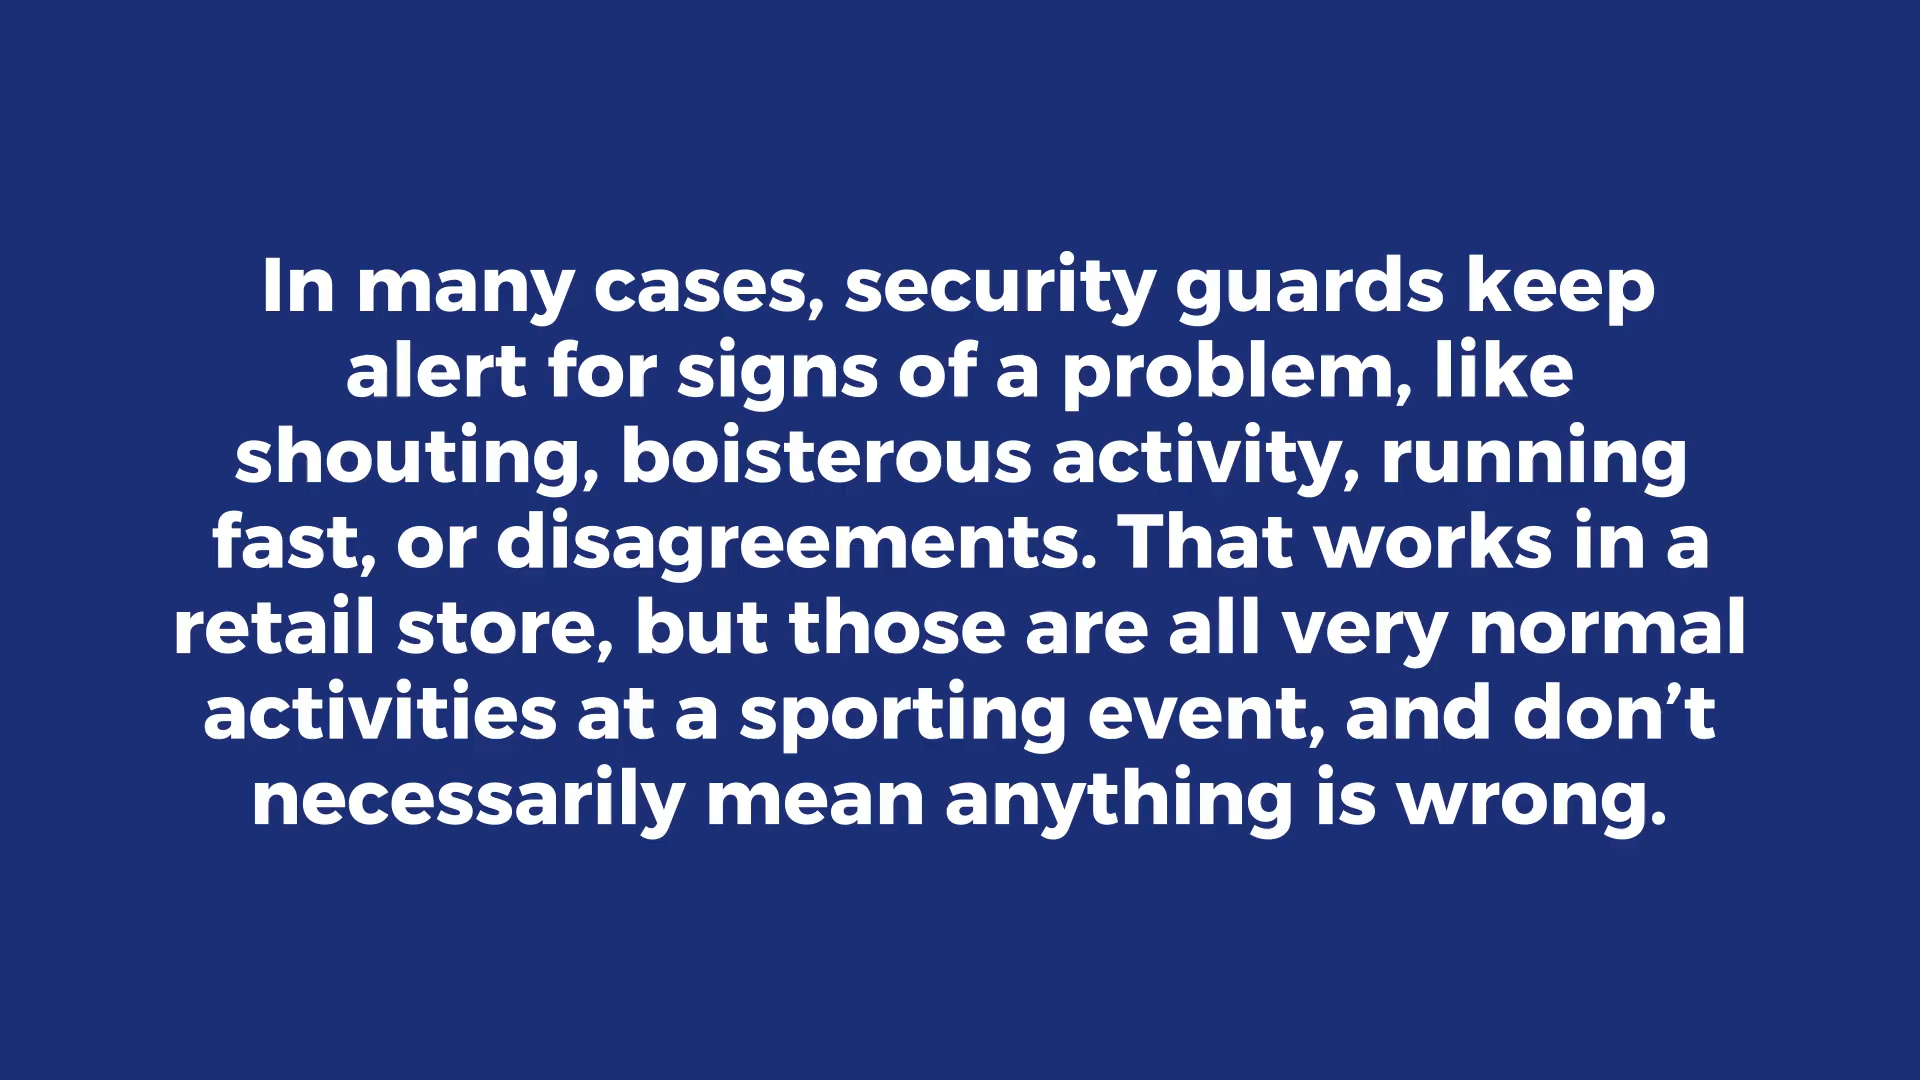 In many cases, security guards keep
alert for signs of a problem, like
shouting, boisterous activity, running
fast, or disagreements. That works in a
retail store, but those are all very normal
activities at a sporting event, and don’t
necessarily mean anything is wrong.